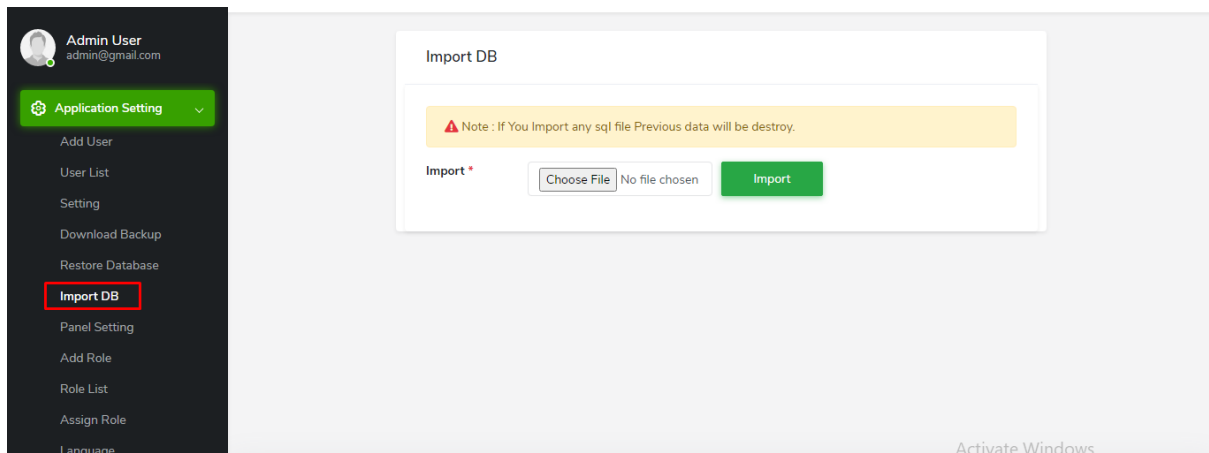 Admin User
admin@gmail.com
Application Setting
Add User
User List
Setting
Download Backup
Restore Database
Import DB
Panel Setting
Add Role
Role List
Assign Role
Language
Import DB
Note : If You Import any sql file Previous data will be destroy.
Import *
Choose File No file chosen
Import
Activate Windows